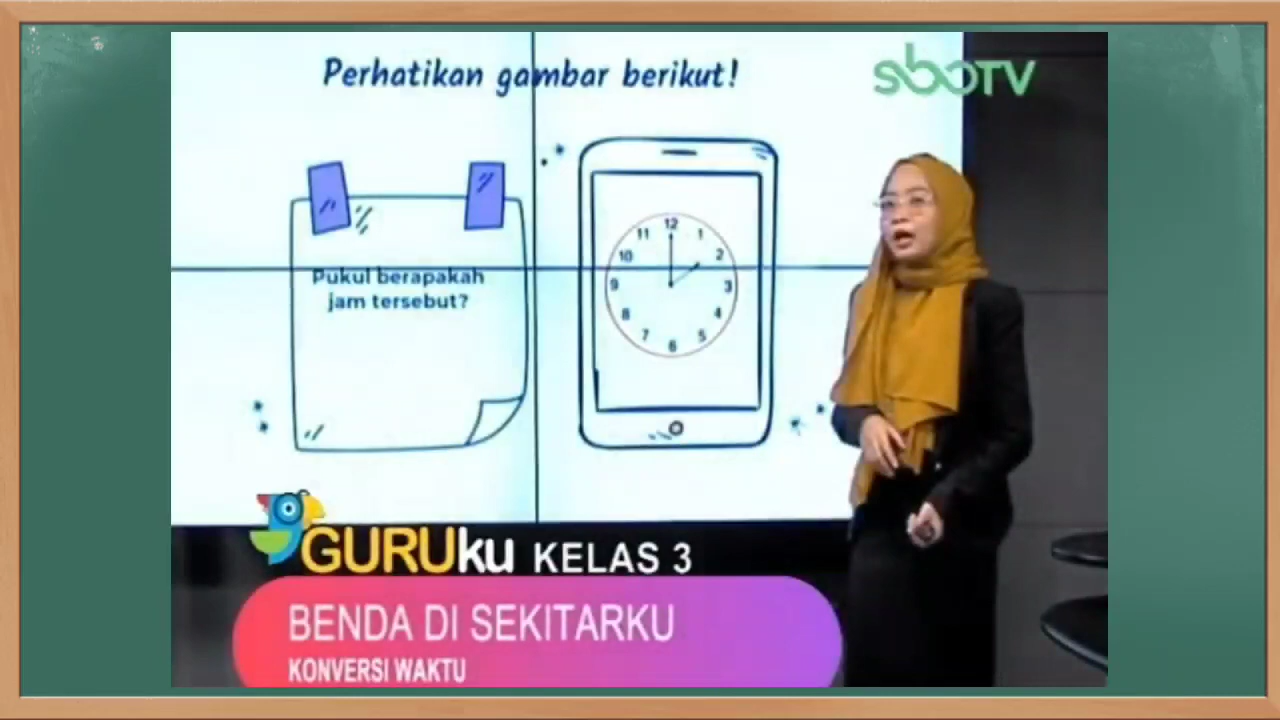 Perhatikan gambar berikut!
sboTV
Pukul berapakah
jam tersebut?
12
11
1
10
2
9
3
8
4
7
5
6
GURUku KELAS 3
BENDA DI SEKITARKU
KONVERSI WAKTU